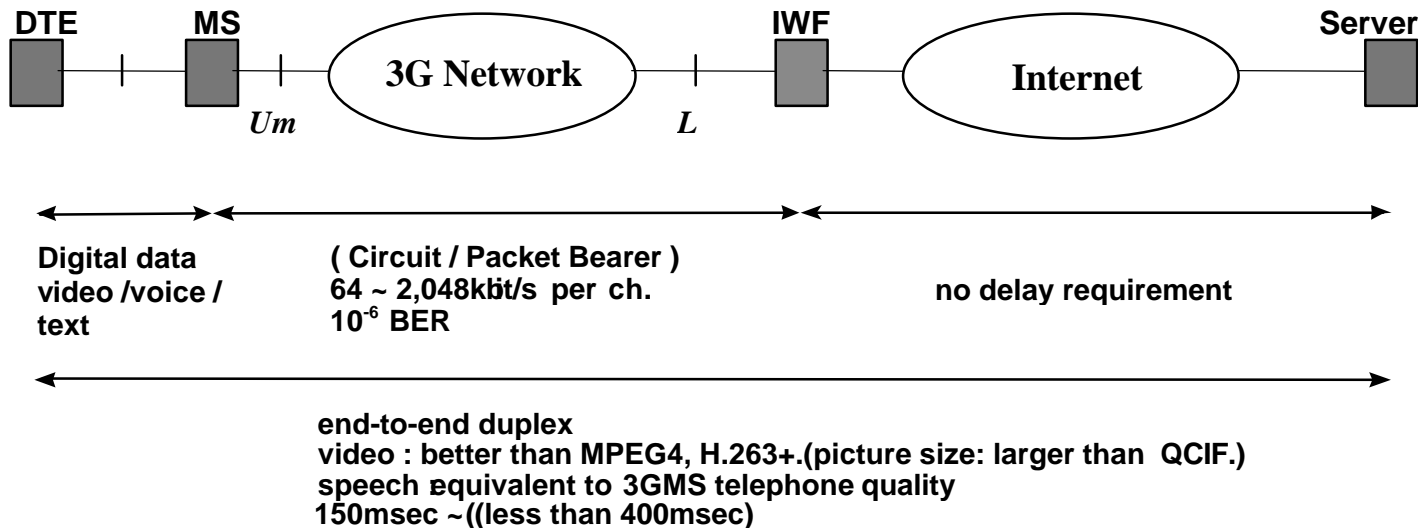 DTE MS IWF Server
3G Network Internet
Um L
Digital data
video /voice /
text
( Circuit / Packet Bearer )
64 ~ 2,048kbit/s per ch.
10-6 BER
no delay requirement
end-to-end duplex
video : better than MPEG4, H.263+.(picture size: larger than QCIF.)
speech equivalent to 3GMS telephone quality
150msec ~((less than 400msec)